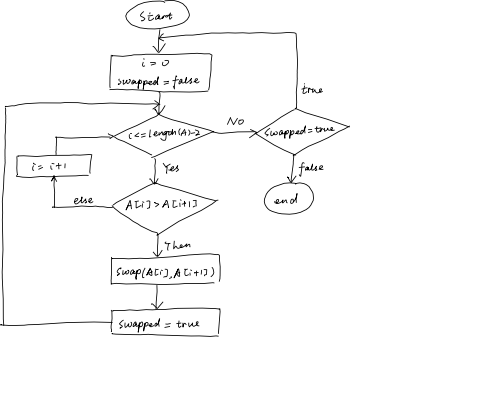 Start
i = 0
swapped = false
i <= length(A)-2
No
swapped = true
true
false
end
Yes
i = i+1
else
A[i] > A[i+1]
Then
swap(A[i], A[i+1])
swapped = true